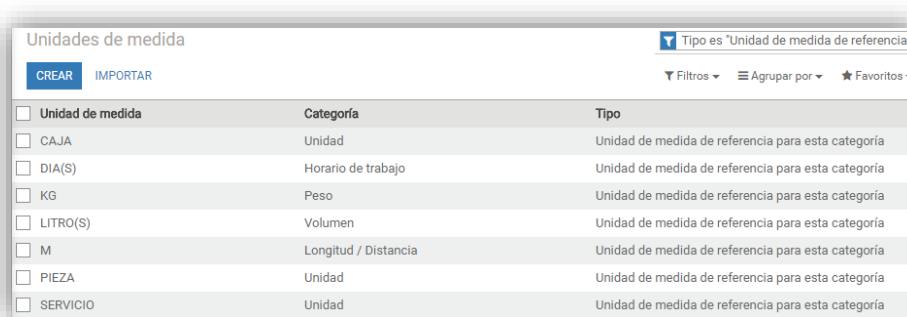 Unidades de medida
Tipo es "Unidad de medida de referencia
CREAR IMPORTAR
Filtros Agrupar por Favoritos
Unidad de medida Categoría Tipo
CAJA Unidad Unidad de medida de referencia para esta categoría
DIA(S) Horario de trabajo Unidad de medida de referencia para esta categoría
KG Peso Unidad de medida de referencia para esta categoría
LITRO(S) Volumen Unidad de medida de referencia para esta categoría
M Longitud / Distancia Unidad de medida de referencia para esta categoría
PIEZA Unidad Unidad de medida de referencia para esta categoría
SERVICIO Unidad Unidad de medida de referencia para esta categoría